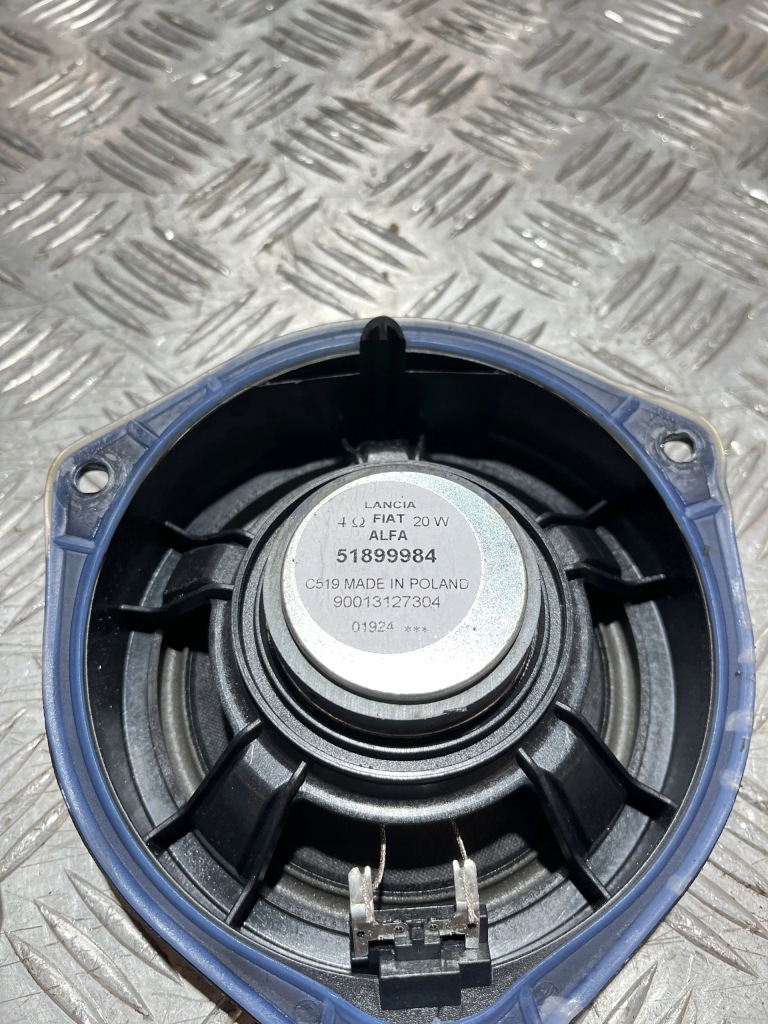 LANCIA
4 Ω FIAT 20 W
ALFA
51899984
C519 MADE IN POLAND
90013127304
01924 ***